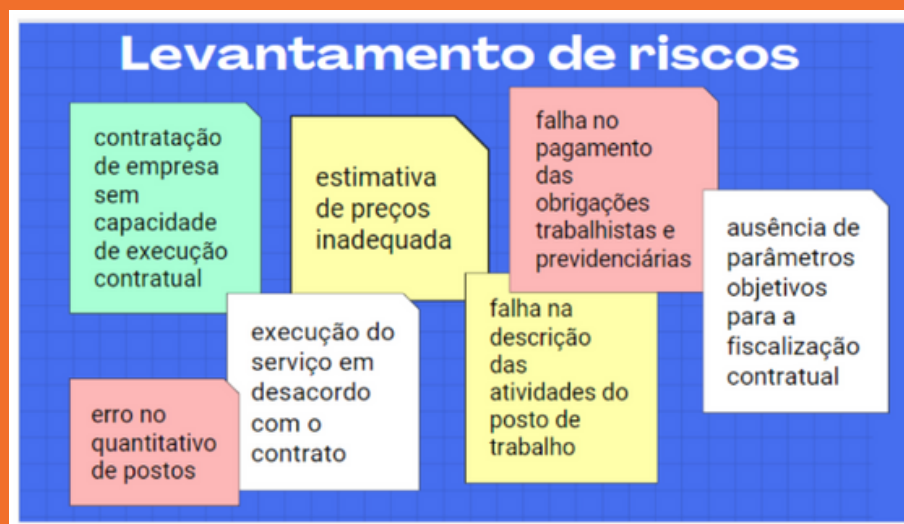 Levantamento de riscos
contratação
de empresa
sem
capacidade
de execução
contratual
estimativa
de preços
inadequada
falha no
pagamento
das
obrigações
trabalhistas e
previdenciárias
ausência de
parâmetros
objetivos
para a
fiscalização
contratual
erro no
quantitativo
de postos
execução do
serviço em
desacordo
com o
contrato
falha na
descrição
das
atividades do
posto de
trabalho